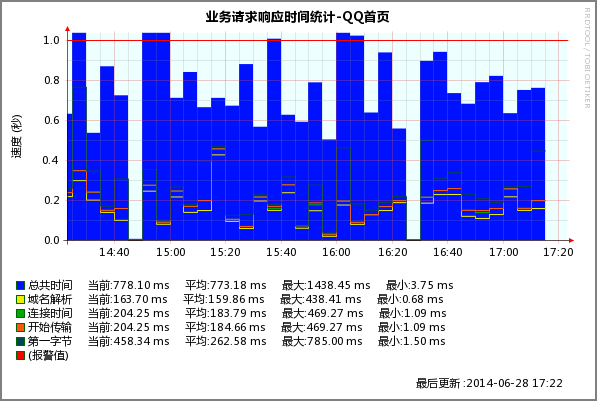 业务请求响应时间统计-QQ首页
RRDTOOL / TOBI OETIKER
速度 (秒)
1.0
0.8
0.6
0.4
0.2
0.0
14:40 15:00 15:20 15:40 16:00 16:20 16:40 17:00 17:20
总共时间 当前:778.10 ms 平均:773.18 ms 最大:1438.45 ms 最小:3.75 ms
域名解析 当前:163.70 ms 平均:159.86 ms 最大:438.41 ms 最小:0.68 ms
连接时间 当前:204.25 ms 平均:183.79 ms 最大:469.27 ms 最小:1.09 ms
开始传输 当前:204.25 ms 平均:184.66 ms 最大:469.27 ms 最小:1.09 ms
第一字节 当前:458.34 ms 平均:262.58 ms 最大:785.00 ms 最小:1.50 ms
(报警值)
最后更新 :2014-06-28 17:22